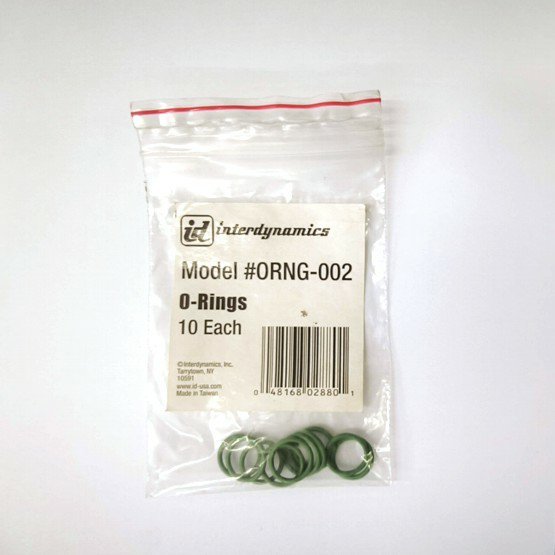 id interdynamics
Model #ORNG-002
O-Rings
10 Each
©Interdynamics, Inc.
Tarrytown, NY
10591
www.id-usa.com
Made in Taiwan
0 48168 02880 1